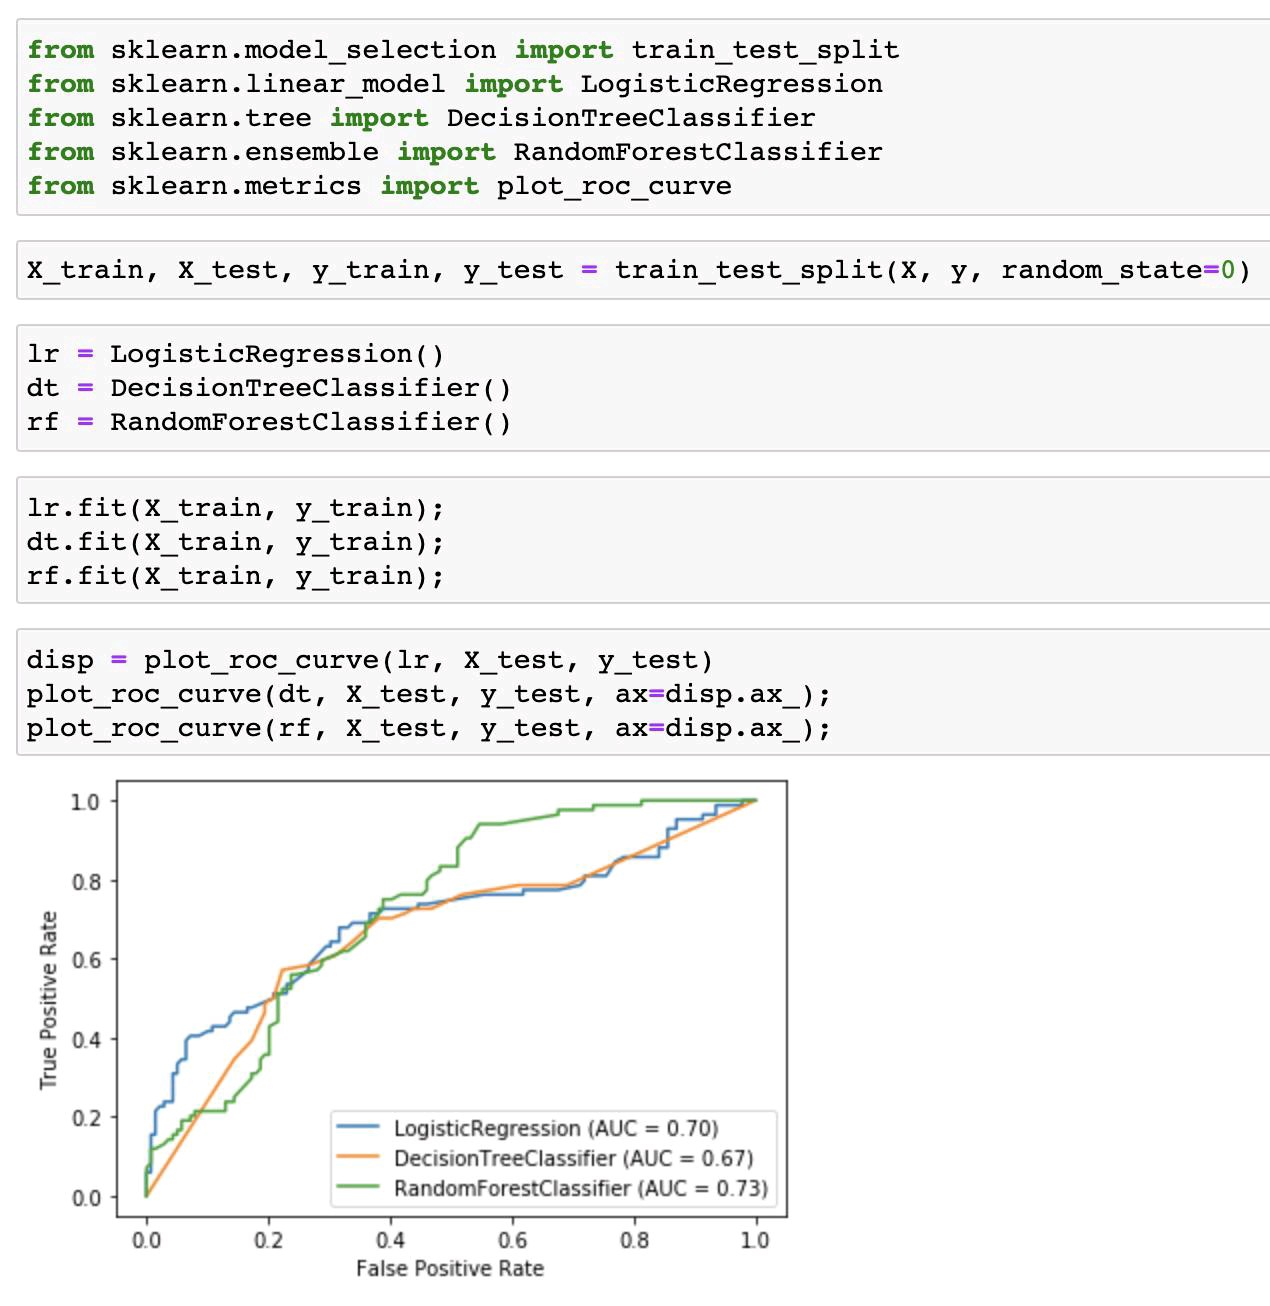 from sklearn.model_selection import train_test_split
from sklearn.linear_model import LogisticRegression
from sklearn.tree import DecisionTreeClassifier
from sklearn.ensemble import RandomForestClassifier
from sklearn.metrics import plot_roc_curve
X_train, X_test, y_train, y_test = train_test_split(X, y, random_state=0)
lr = LogisticRegression()
dt = DecisionTreeClassifier()
rf = RandomForestClassifier()
lr.fit(X_train, y_train);
dt.fit(X_train, y_train);
rf.fit(X_train, y_train);
disp = plot_roc_curve(lr, X_test, y_test)
plot_roc_curve(dt, X_test, y_test, ax=disp.ax_);
plot_roc_curve(rf, X_test, y_test, ax=disp.ax_);
1.0
0.8
0.6
0.4
0.2
0.0
True Positive Rate
LogisticRegression (AUC = 0.70)
DecisionTreeClassifier (AUC = 0.67)
RandomForestClassifier (AUC = 0.73)
0.0 0.2 0.4 0.6 0.8 1.0
False Positive Rate